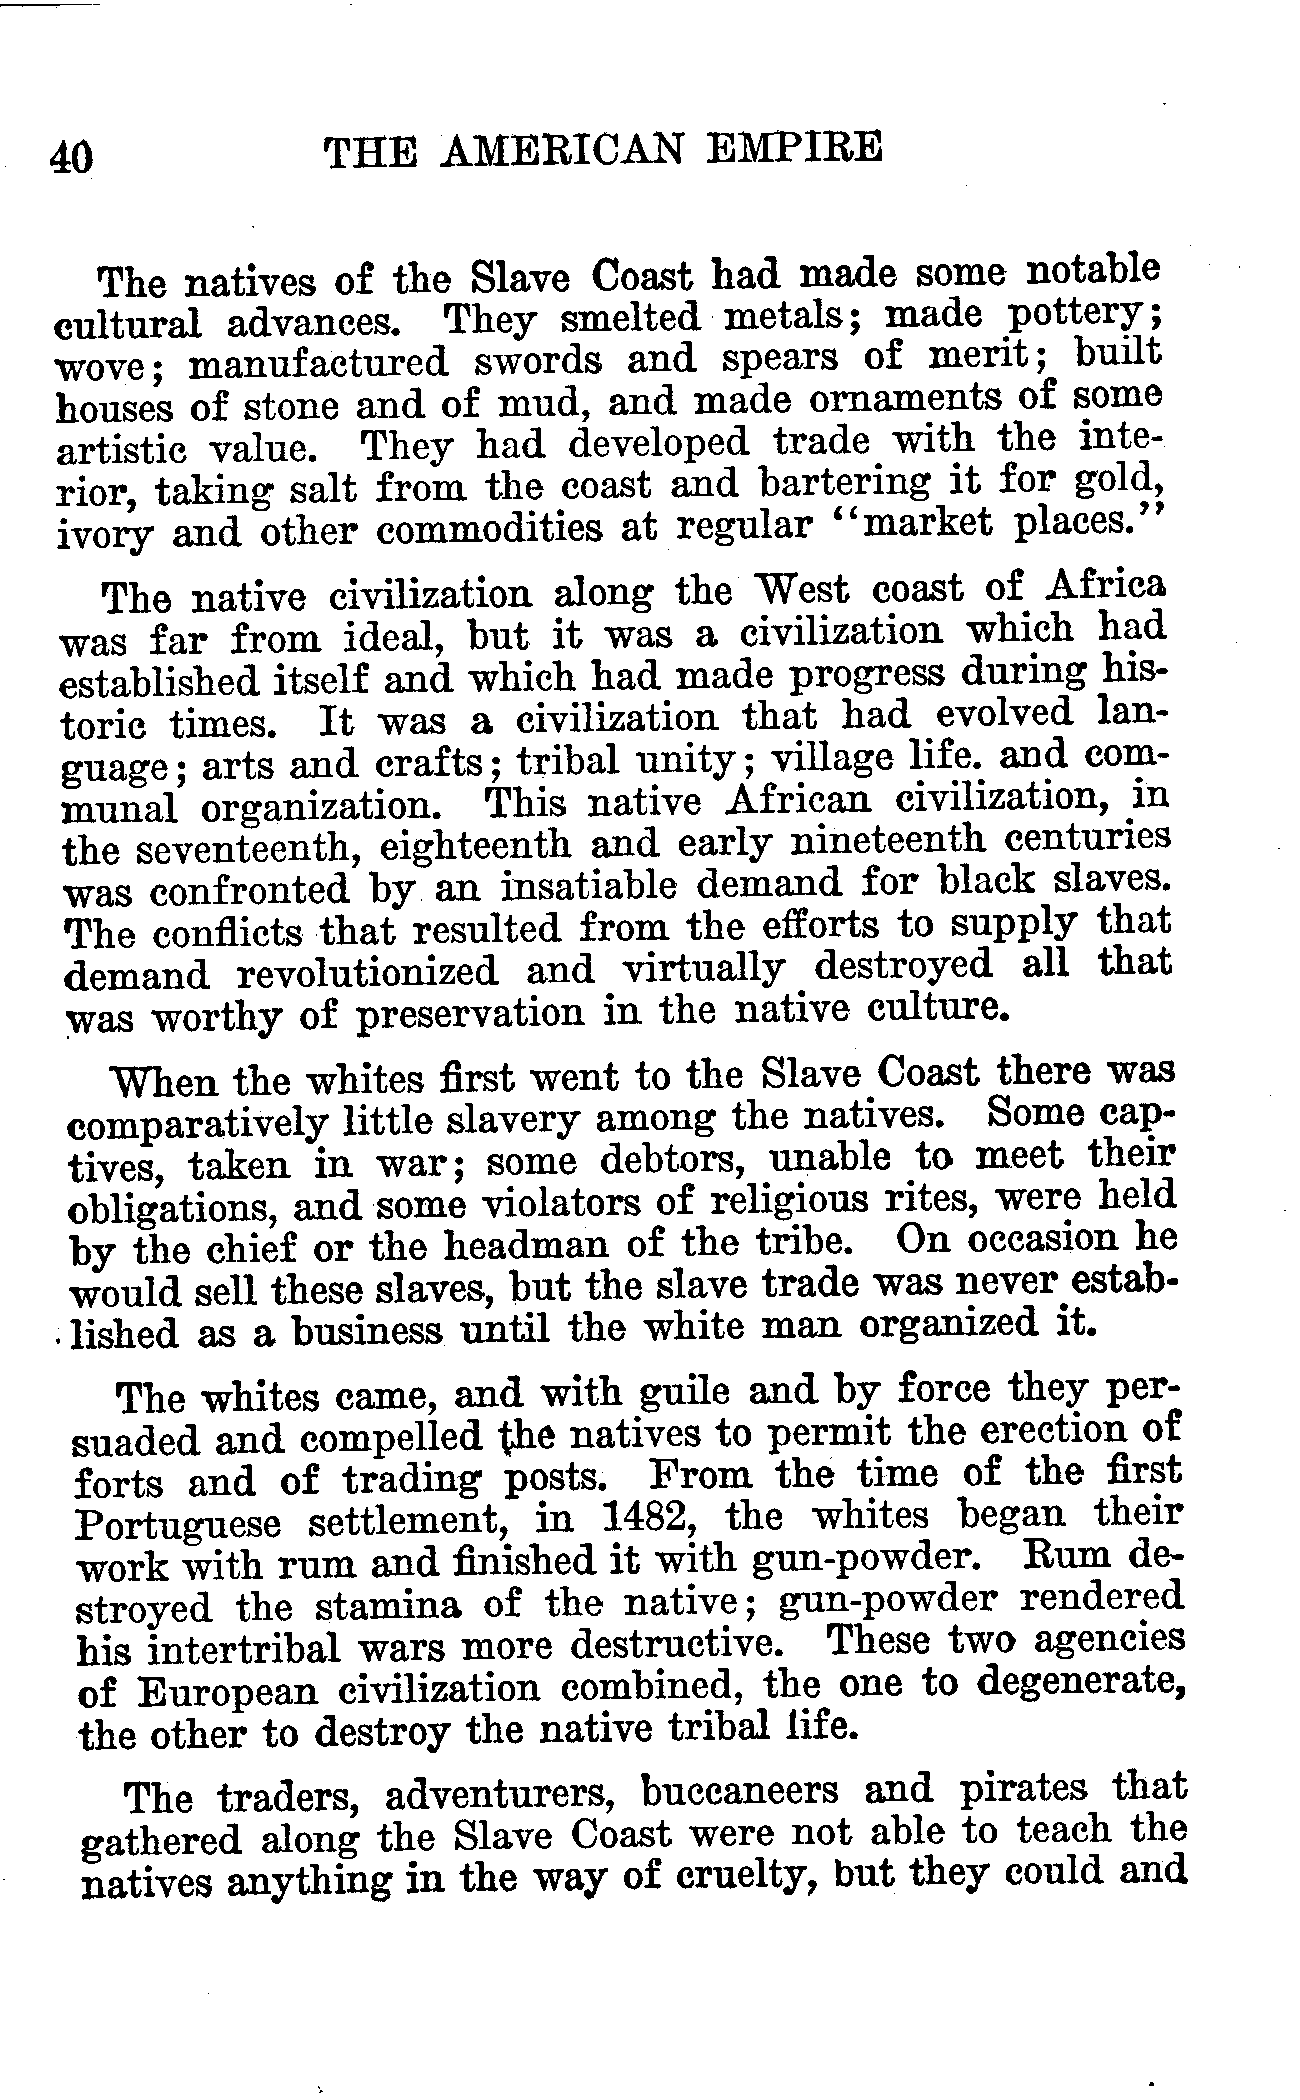 40 THE AMERICAN EMPIRE
The natives of the Slave Coast had made some notable
cultural advances. They smelted metals; made pottery;
wove; manufactured swords and spears of merit; built
houses of stone and of mud, and made ornaments of some
artistic value. They had developed trade with the inte-
rior, taking salt from the coast and bartering it for gold,
ivory and other commodities at regular "market places."
The native civilization along the West coast of Africa
was far from ideal, but it was a civilization which had
established itself and which had made progress during his-
toric times. It was a civilization that had evolved lan-
guage; arts and crafts; tribal unity; village life. and com-
munal organization. This native African civilization, in
the seventeenth, eighteenth and early nineteenth centuries
was confronted by an insatiable demand for black slaves.
The conflicts that resulted from the efforts to supply that
demand revolutionized and virtually destroyed all that
was worthy of preservation in the native culture.
When the whites first went to the Slave Coast there was
comparatively little slavery among the natives. Some cap-
tives, taken in war; some debtors, unable to meet their
obligations, and some violators of religious rites, were held
by the chief or the headman of the tribe. On occasion he
would sell these slaves, but the slave trade was never estab-
lished as a business until the white man organized it.
The whites came, and with guile and by force they per-
suaded and compelled the natives to permit the erection of
forts and of trading posts. From the time of the first
Portuguese settlement, in 1482, the whites began their
work with rum and finished it with gun-powder. Rum de-
stroyed the stamina of the native; gun-powder rendered
his intertribal wars more destructive. These two agencies
of European civilization combined, the one to degenerate,
the other to destroy the native tribal life.
The traders, adventurers, buccaneers and pirates that
gathered along the Slave Coast were not able to teach the
natives anything in the way of cruelty, but they could and